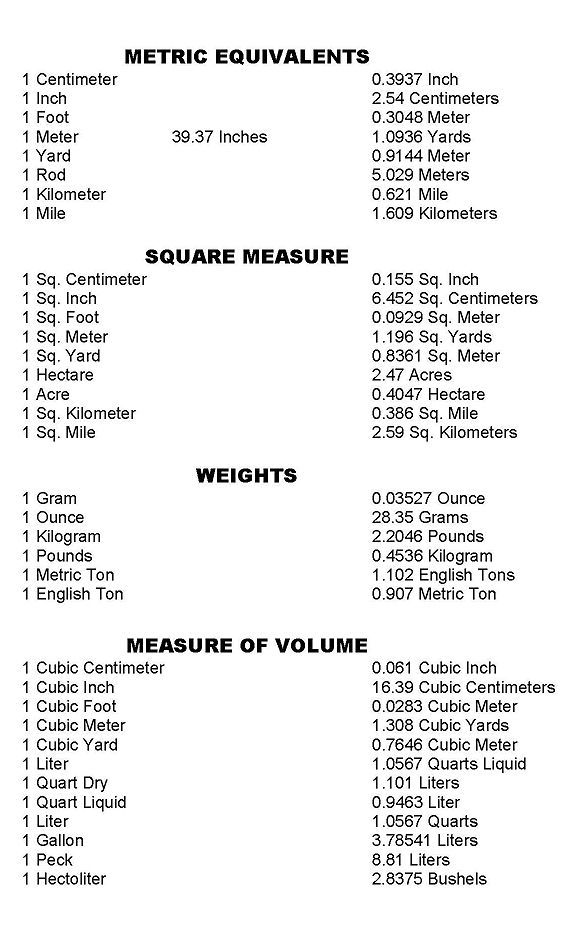 METRIC EQUIVALENTS
1 Centimeter 0.3937 Inch
1 Inch 2.54 Centimeters
1 Foot 0.3048 Meter
1 Meter 39.37 Inches 1.0936 Yards
1 Yard 0.9144 Meter
1 Rod 5.029 Meters
1 Kilometer 0.621 Mile
1 Mile 1.609 Kilometers
SQUARE MEASURE
1 Sq. Centimeter 0.155 Sq. Inch
1 Sq. Inch 6.452 Sq. Centimeters
1 Sq. Foot 0.0929 Sq. Meter
1 Sq. Meter 1.196 Sq. Yards
1 Sq. Yard 0.8361 Sq. Meter
1 Hectare 2.47 Acres
1 Acre 0.4047 Hectare
1 Sq. Kilometer 0.386 Sq. Mile
1 Sq. Mile 2.59 Sq. Kilometers
WEIGHTS
1 Gram 0.03527 Ounce
1 Ounce 28.35 Grams
1 Kilogram 2.2046 Pounds
1 Pounds 0.4536 Kilogram
1 Metric Ton 1.102 English Tons
1 English Ton 0.907 Metric Ton
MEASURE OF VOLUME
1 Cubic Centimeter 0.061 Cubic Inch
1 Cubic Inch 16.39 Cubic Centimeters
1 Cubic Foot 0.0283 Cubic Meter
1 Cubic Meter 1.308 Cubic Yards
1 Cubic Yard 0.7646 Cubic Meter
1 Liter 1.0567 Quarts Liquid
1 Quart Dry 1.101 Liters
1 Quart Liquid 0.9463 Liter
1 Liter 1.0567 Quarts
1 Gallon 3.78541 Liters
1 Peck 8.81 Liters
1 Hectoliter 2.8375 Bushels